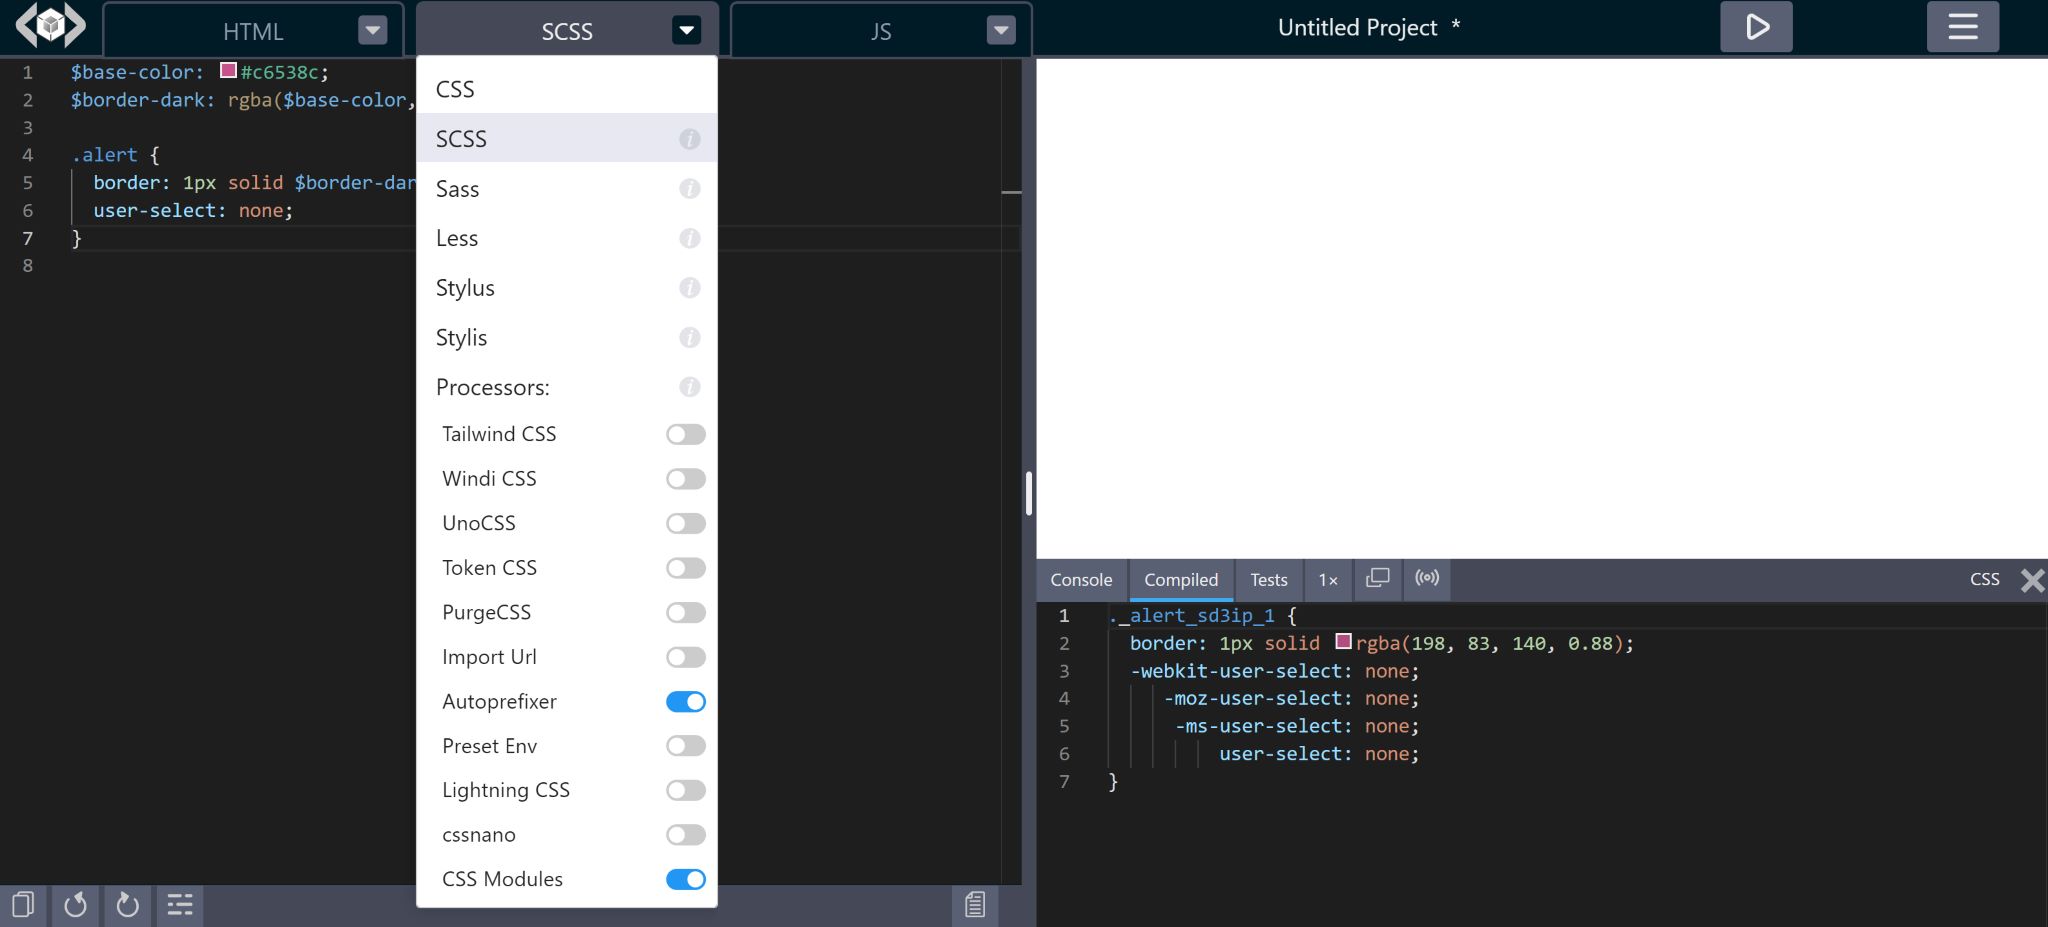 HTML
SCSS
JS
Untitled Project *
1 $base-color: #c6538c;
2 $border-dark: rgba($base-color,
3
4 .alert {
5 border: 1px solid $border-dar
6 user-select: none;
7 }
8
CSS
SCSS
Sass
Less
Stylus
Stylis
Processors:
Tailwind CSS
Windi CSS
UnoCSS
Token CSS
PurgeCSS
Import Url
Autoprefixer
Preset Env
Lightning CSS
cssnano
CSS Modules
Console Compiled Tests 1× CSS
1 ._alert_sd3ip_1 {
2 border: 1px solid rgba(198, 83, 140, 0.88);
3 -webkit-user-select: none;
4 -moz-user-select: none;
5 -ms-user-select: none;
6 user-select: none;
7 }